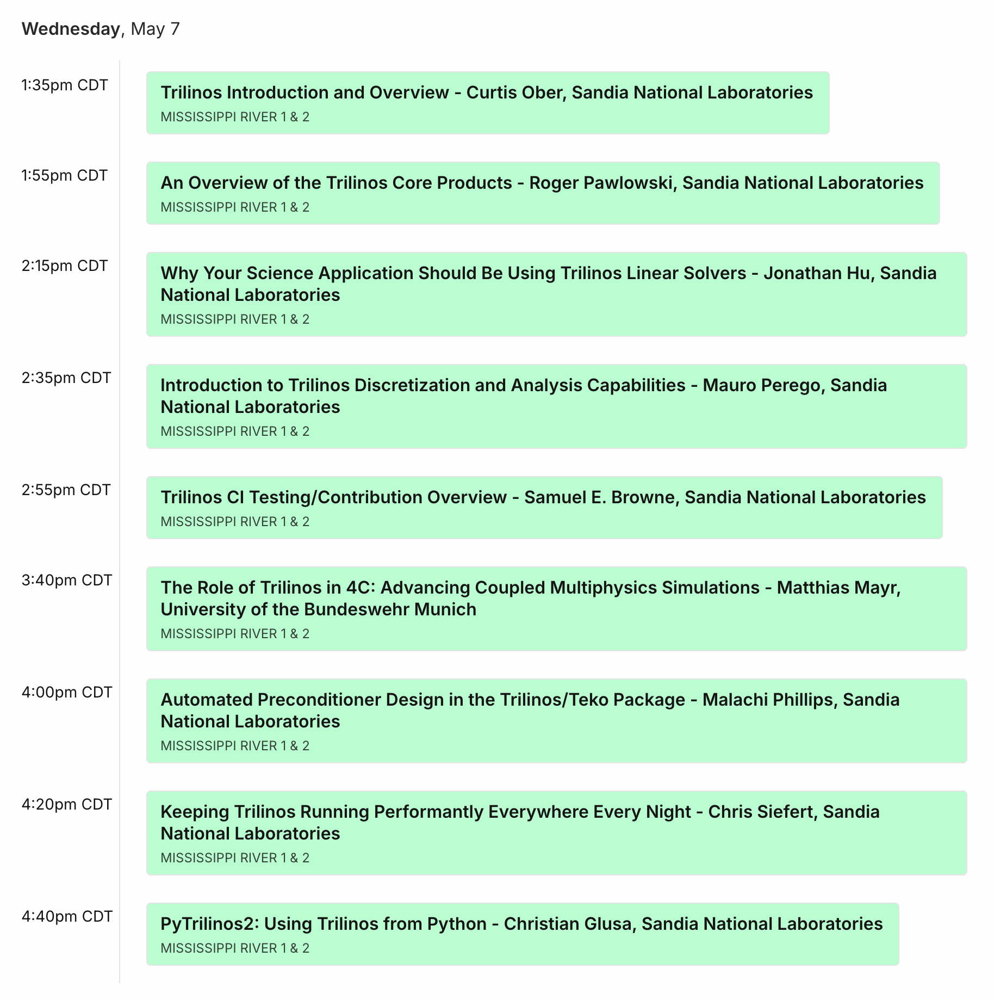 Wednesday, May 7
1:35pm CDT
Trilinos Introduction and Overview - Curtis Ober, Sandia National Laboratories
MISSISSIPPI RIVER 1 & 2
1:55pm CDT
An Overview of the Trilinos Core Products - Roger Pawlowski, Sandia National Laboratories
MISSISSIPPI RIVER 1 & 2
2:15pm CDT
Why Your Science Application Should Be Using Trilinos Linear Solvers - Jonathan Hu, Sandia
National Laboratories
MISSISSIPPI RIVER 1 & 2
2:35pm CDT
Introduction to Trilinos Discretization and Analysis Capabilities - Mauro Perego, Sandia
National Laboratories
MISSISSIPPI RIVER 1 & 2
2:55pm CDT
Trilinos CI Testing/Contribution Overview - Samuel E. Browne, Sandia National Laboratories
MISSISSIPPI RIVER 1 & 2
3:40pm CDT
The Role of Trilinos in 4C: Advancing Coupled Multiphysics Simulations - Matthias Mayr,
University of the Bundeswehr Munich
MISSISSIPPI RIVER 1 & 2
4:00pm CDT
Automated Preconditioner Design in the Trilinos/Teko Package - Malachi Phillips, Sandia
National Laboratories
MISSISSIPPI RIVER 1 & 2
4:20pm CDT
Keeping Trilinos Running Performantly Everywhere Every Night - Chris Siefert, Sandia
National Laboratories
MISSISSIPPI RIVER 1 & 2
4:40pm CDT
PyTrilinos2: Using Trilinos from Python - Christian Glusa, Sandia National Laboratories
MISSISSIPPI RIVER 1 & 2